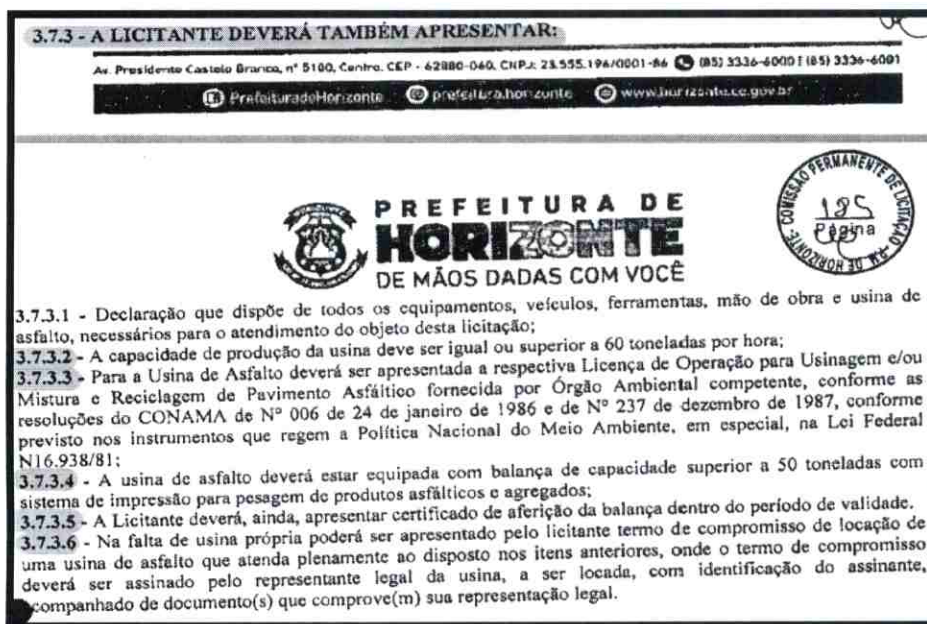 3.7.3 - A LICITANTE DEVERÁ TAMBÉM APRESENTAR:
Av. Presidente Castelo Branco, nº 5100, Centro. CEP - 62880-060, CNPJ: 23.555.196/0001-86 (85) 3336-6000 | (85) 3336-6001
PrefeituradeHorizonte prefeitura.horizonte www.horizonte.ce.gov.br
PREFEITURA DE
HORIZONTE
DE MÃOS DADAS COM VOCÊ
COMISSÃO PERMANENTE DE LICITAÇÃO - P.M. DE HORIZONTE-
185
Página
3.7.3.1 - Declaração que dispõe de todos os equipamentos, veículos, ferramentas, mão de obra e usina de
asfalto, necessários para o atendimento do objeto desta licitação;
3.7.3.2 - A capacidade de produção da usina deve ser igual ou superior a 60 toneladas por hora;
3.7.3.3 - Para a Usina de Asfalto deverá ser apresentada a respectiva Licença de Operação para Usinagem e/ou
Mistura e Reciclagem de Pavimento Asfáltico fornecida por Órgão Ambiental competente, conforme as
resoluções do CONAMA de Nº 006 de 24 de janeiro de 1986 e de Nº 237 de dezembro de 1987, conforme
previsto nos instrumentos que regem a Política Nacional do Meio Ambiente, em especial, na Lei Federal
N16.938/81;
3.7.3.4 - A usina de asfalto deverá estar equipada com balança de capacidade superior a 50 toneladas com
sistema de impressão para pesagem de produtos asfálticos e agregados;
3.7.3.5 - A Licitante deverá, ainda, apresentar certificado de aferição da balança dentro do período de validade.
3.7.3.6 - Na falta de usina própria poderá ser apresentado pelo licitante termo de compromisso de locação de
uma usina de asfalto que atenda plenamente ao disposto nos itens anteriores, onde o termo de compromisso
deverá ser assinado pelo representante legal da usina, a ser locada, com identificação do assinante,
companhado de documento(s) que comprove(m) sua representação legal.